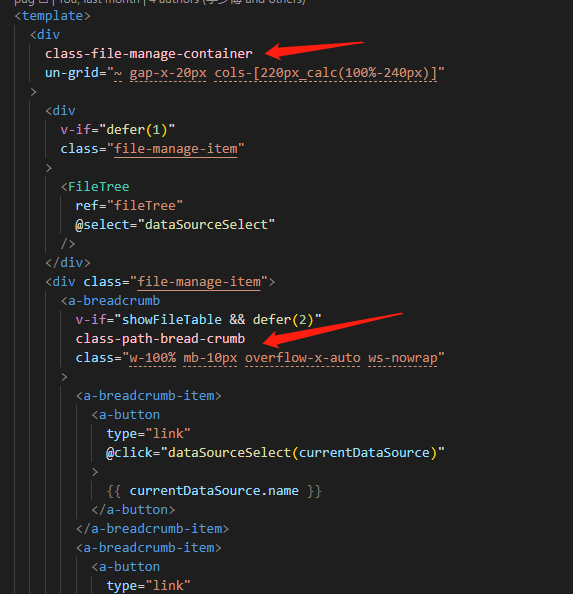 You, last month | 4 authors (李少博 and others)
<template>
<div
class-file-manage-container
un-grid="~ gap-x-20px cols-[220px_calc(100%-240px)]"
>
<div
v-if="defer(1)"
class="file-manage-item"
>
<FileTree
ref="fileTree"
@select="dataSourceSelect"
/>
</div>
<div class="file-manage-item">
<a-breadcrumb
v-if="showFileTable && defer(2)"
class-path-bread-crumb
class="w-100% mb-10px overflow-x-auto ws-nowrap"
>
<a-breadcrumb-item>
<a-button
type="link"
@click="dataSourceSelect(currentDataSource)"
>
{{ currentDataSource.name }}
</a-button>
</a-breadcrumb-item>
<a-breadcrumb-item>
<a-button
type="link"